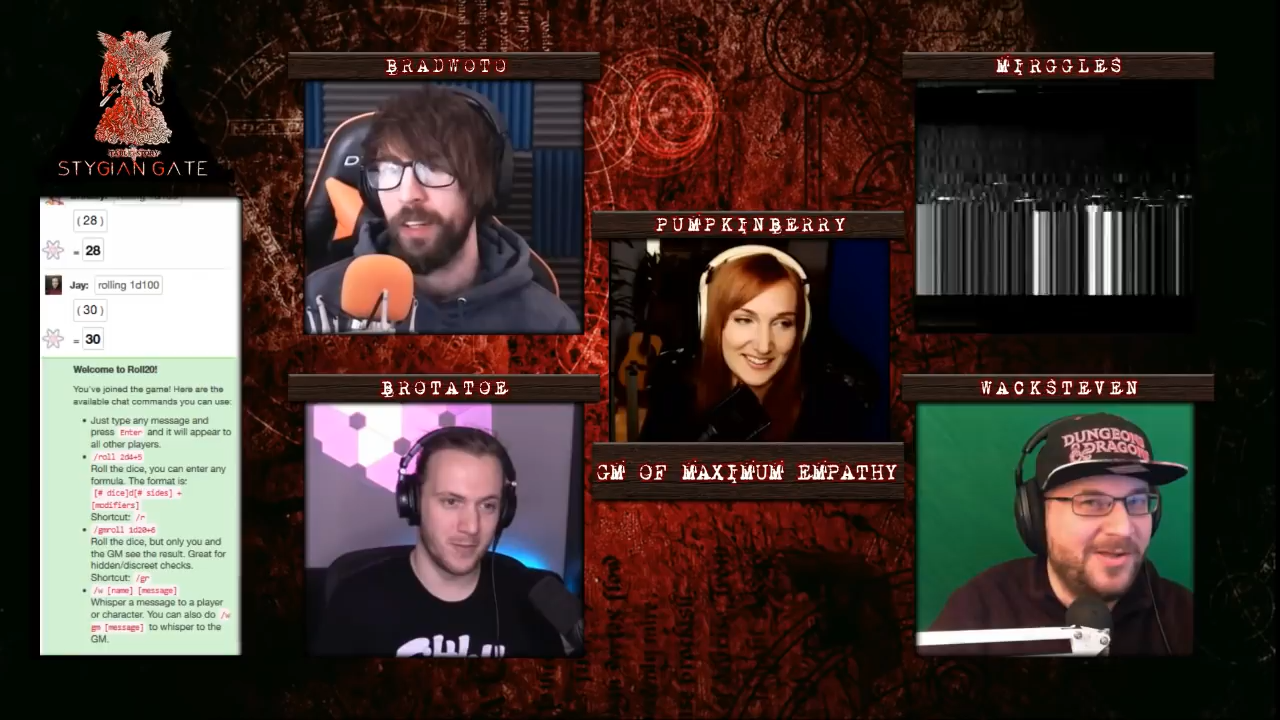 STYGIAN GATE
( 28 )
= 28
Jay: rolling 1d100
( 30 )
= 30
Welcome to Roll20!
You've joined the game! Here are the
available chat commands you can use:
• Just type any message and
press Enter and it will appear to
all other players.
• /roll 2d4+5
Roll the dice, you can enter any
formula. The format is:
[# dice]d[# sides] +
[modifiers]
Shortcut: /r
• /gmroll 1d20+6
Roll the dice, but only you and
the GM see the result. Great for
hidden/discreet checks.
Shortcut: /gr
• /w [name] [message]
Whisper a message to a player
or character. You can also do /w
gm [message] to whisper to the
GM.
BRADWOTO
PUMPKINBERRY
GM OF MAXIMUM EMPATHY
MIRGGLES
BROTATOE
WACKSTEVEN
DUNGEONS
& DRAGONS